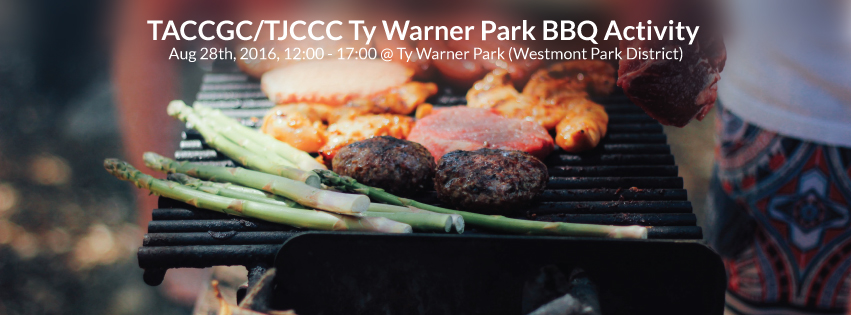 TACCGC/TJCCC Ty Warner Park BBQ Activity
Aug 28th, 2016, 12:00 - 17:00 @ Ty Warner Park (Westmont Park District)